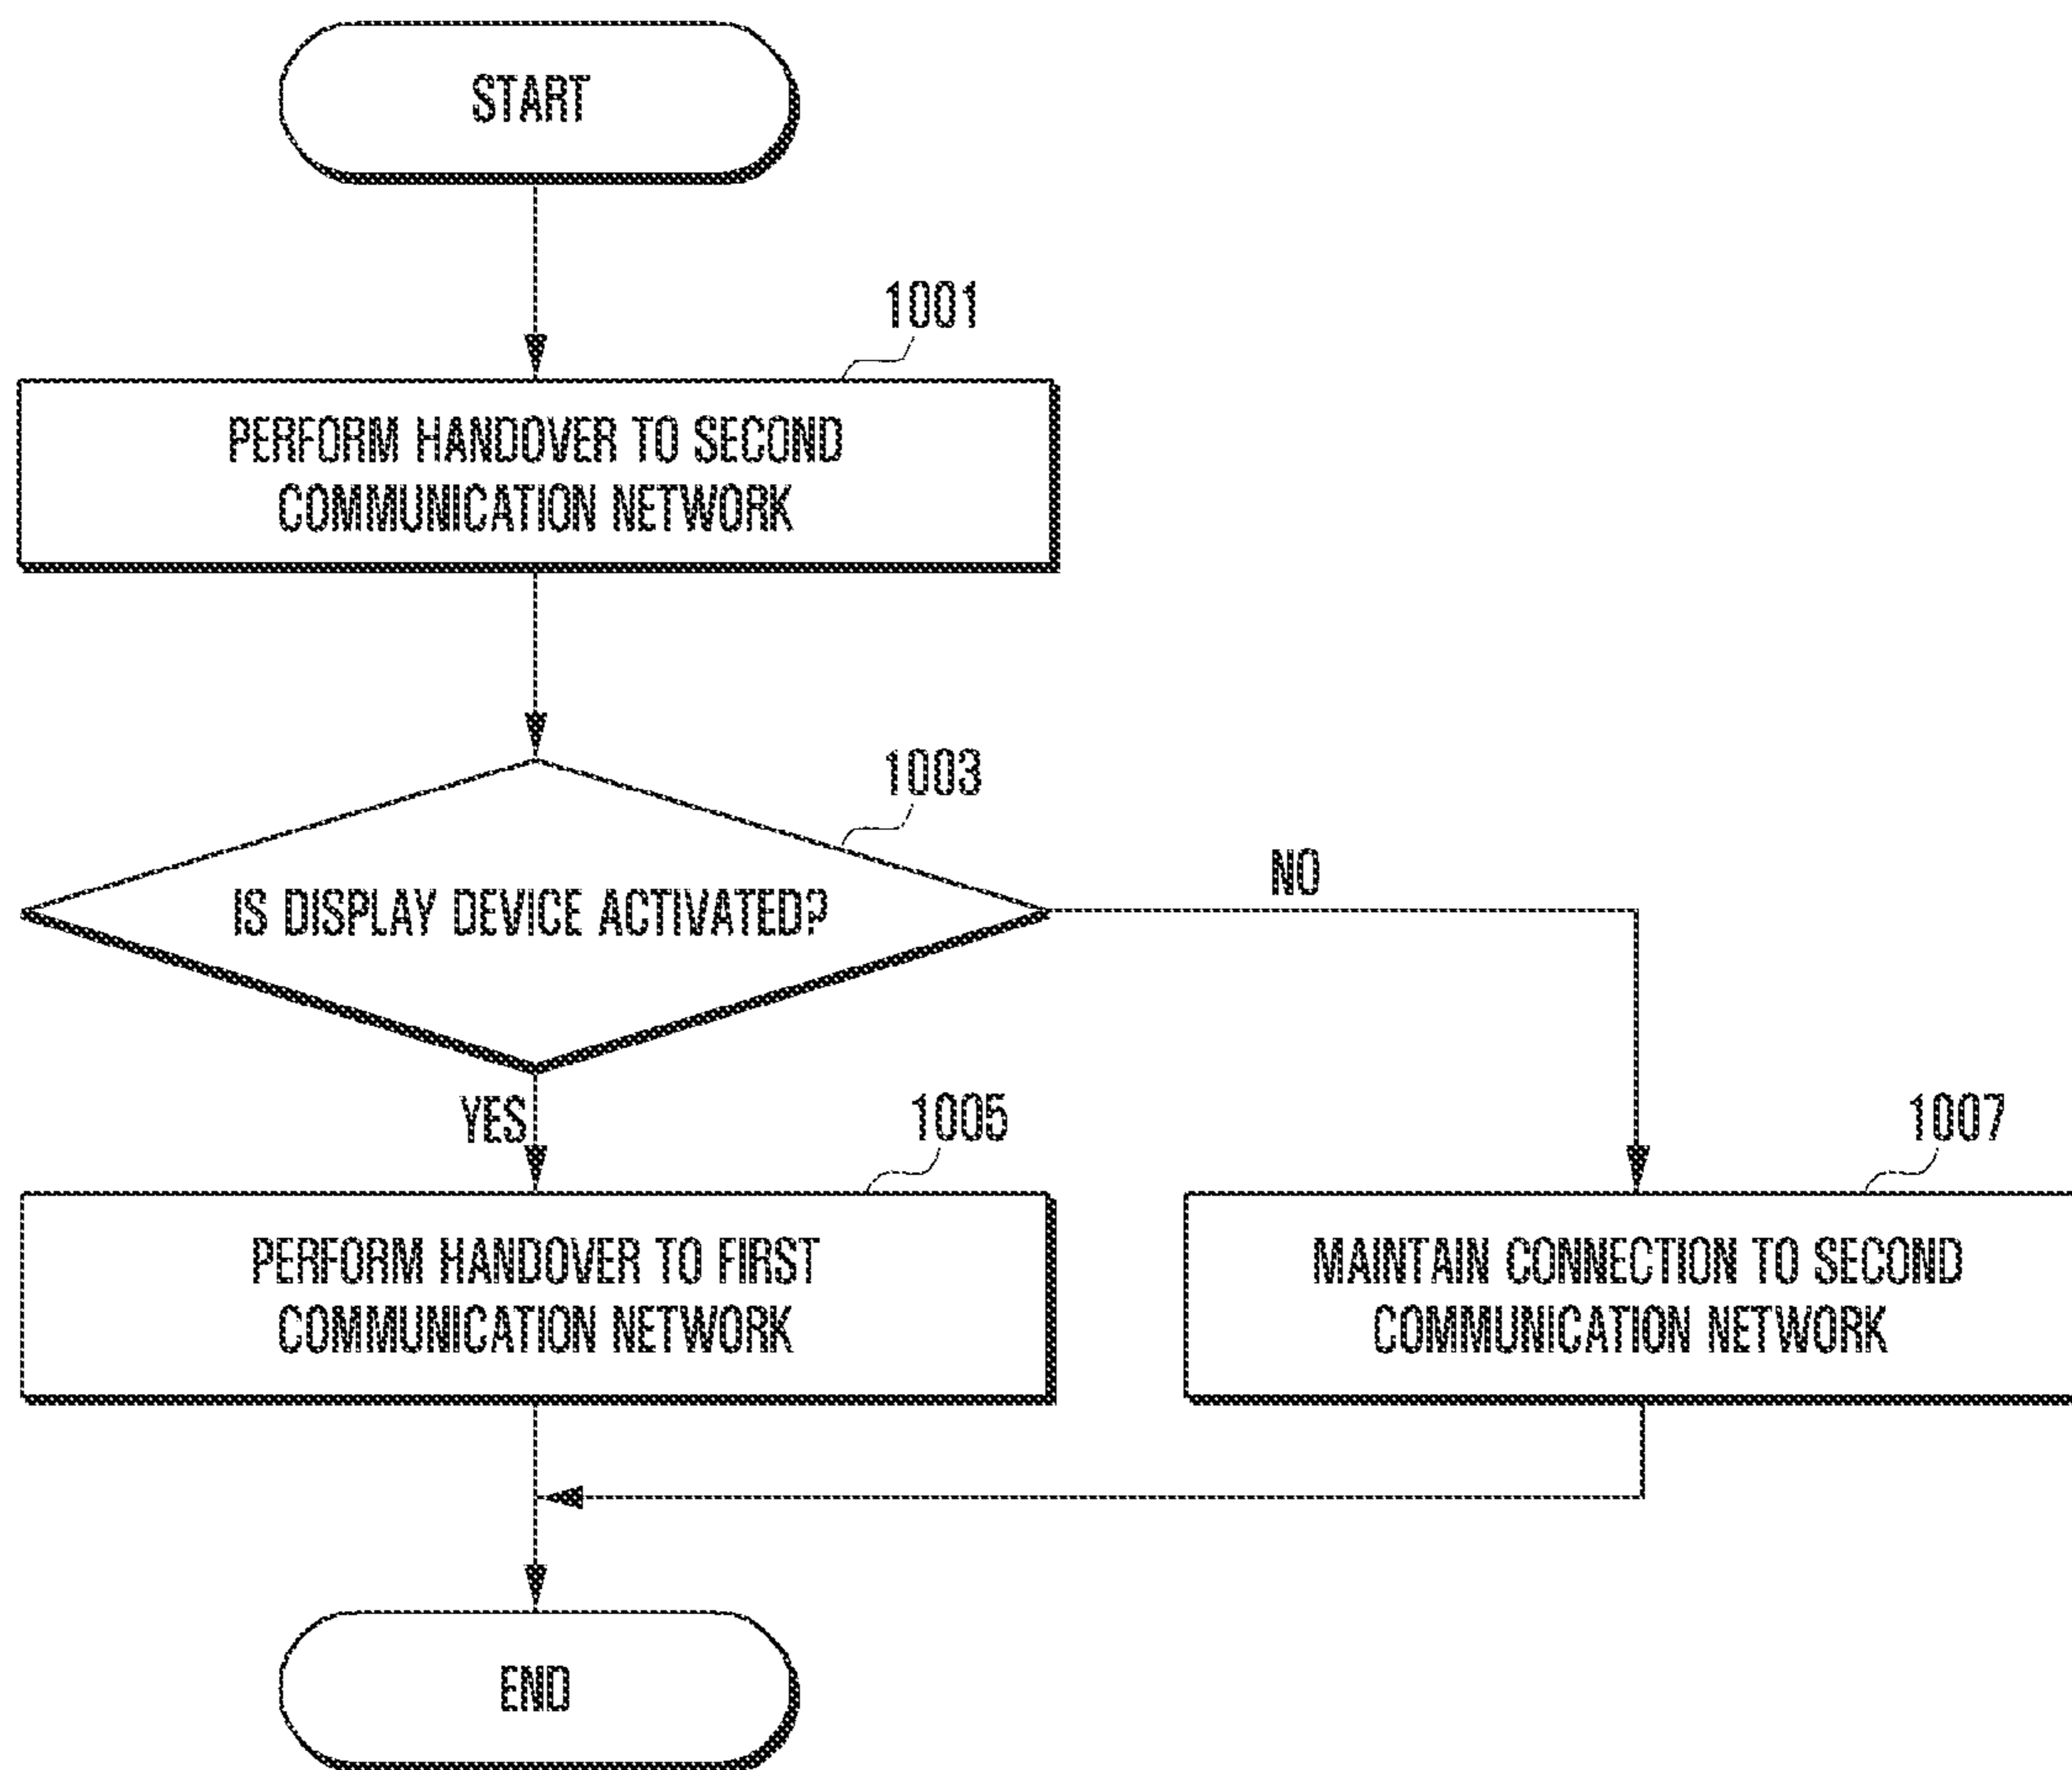 START
1001
PERFORM HANDOVER TO SECOND
COMMUNICATION NETWORK
1003
IS DISPLAY DEVICE ACTIVATED?
NO
YES
1005
1007
PERFORM HANDOVER TO FIRST
COMMUNICATION NETWORK
MAINTAIN CONNECTION TO SECOND
COMMUNICATION NETWORK
END